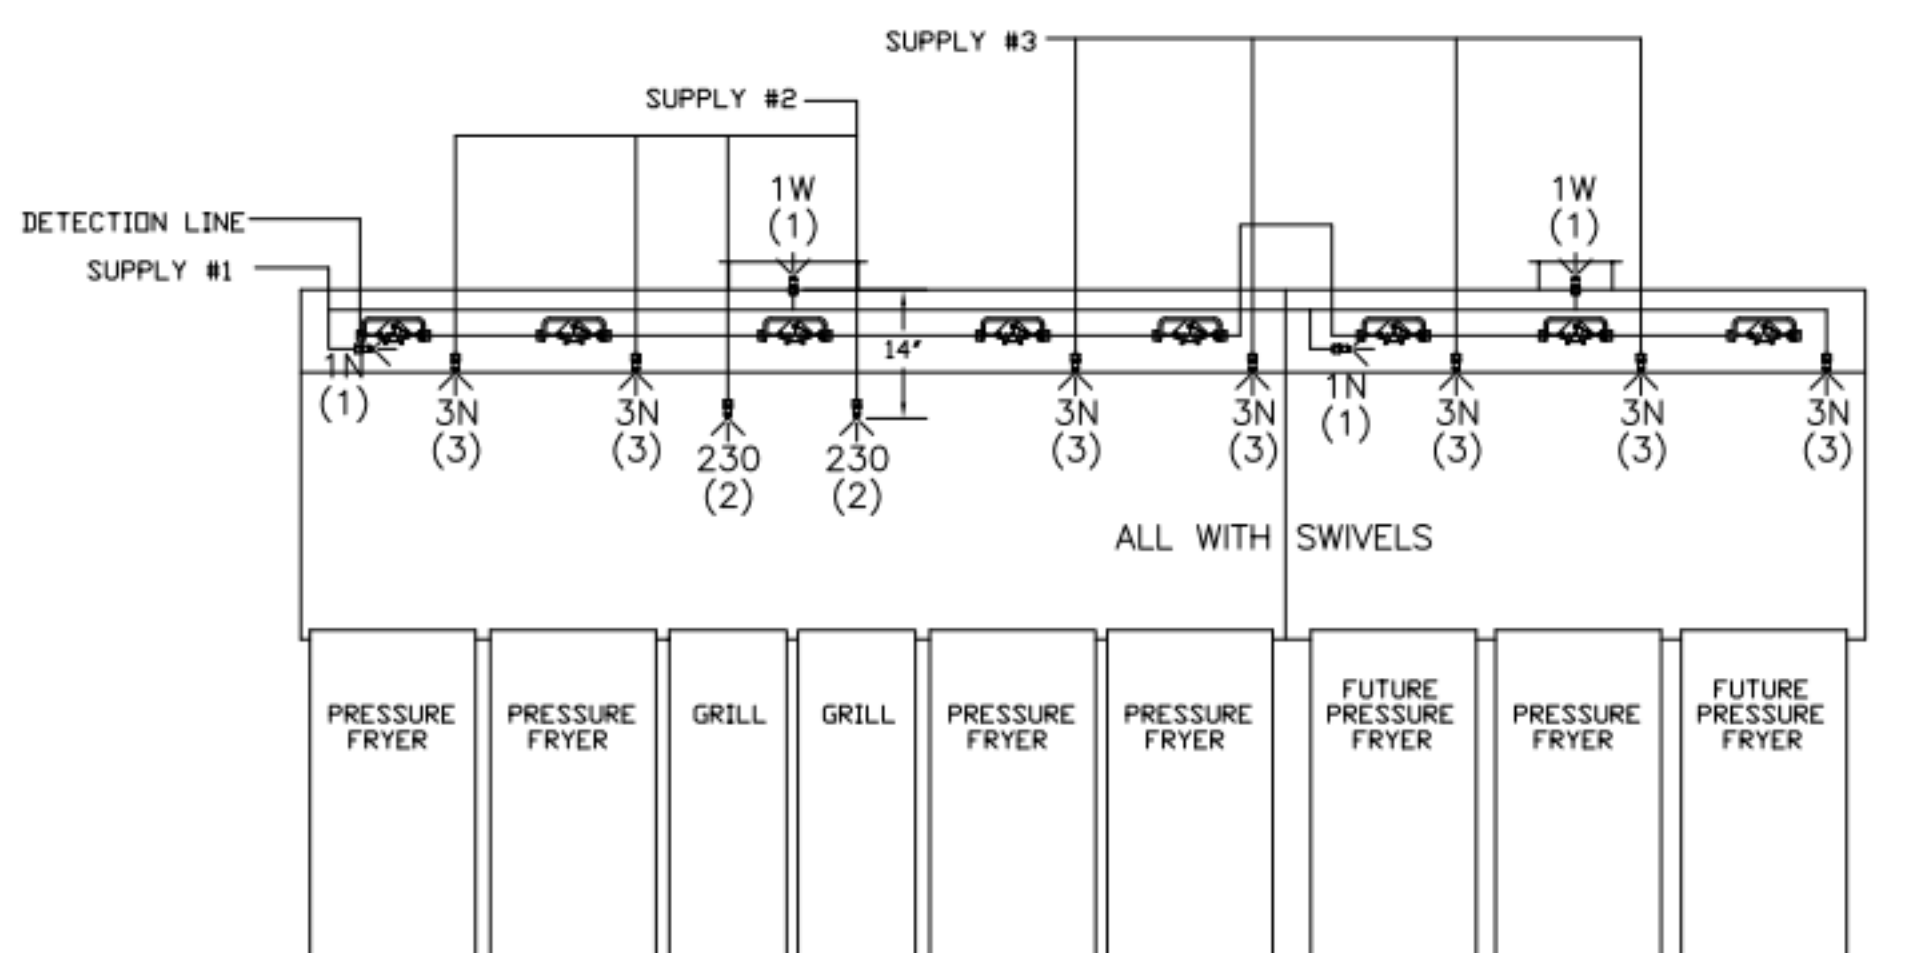 SUPPLY #3
SUPPLY #2
1W
(1)
1W
(1)
DETECTION LINE
SUPPLY #1
14"
1N
(1)
3N
(3)
3N
(3)
230
(2)
230
(2)
3N
(3)
3N
(3)
1N
(1)
3N
(3)
3N
(3)
3N
(3)
ALL WITH SWIVELS
PRESSURE
FRYER
PRESSURE
FRYER
GRILL
GRILL
PRESSURE
FRYER
PRESSURE
FRYER
FUTURE
PRESSURE
FRYER
PRESSURE
FRYER
FUTURE
PRESSURE
FRYER